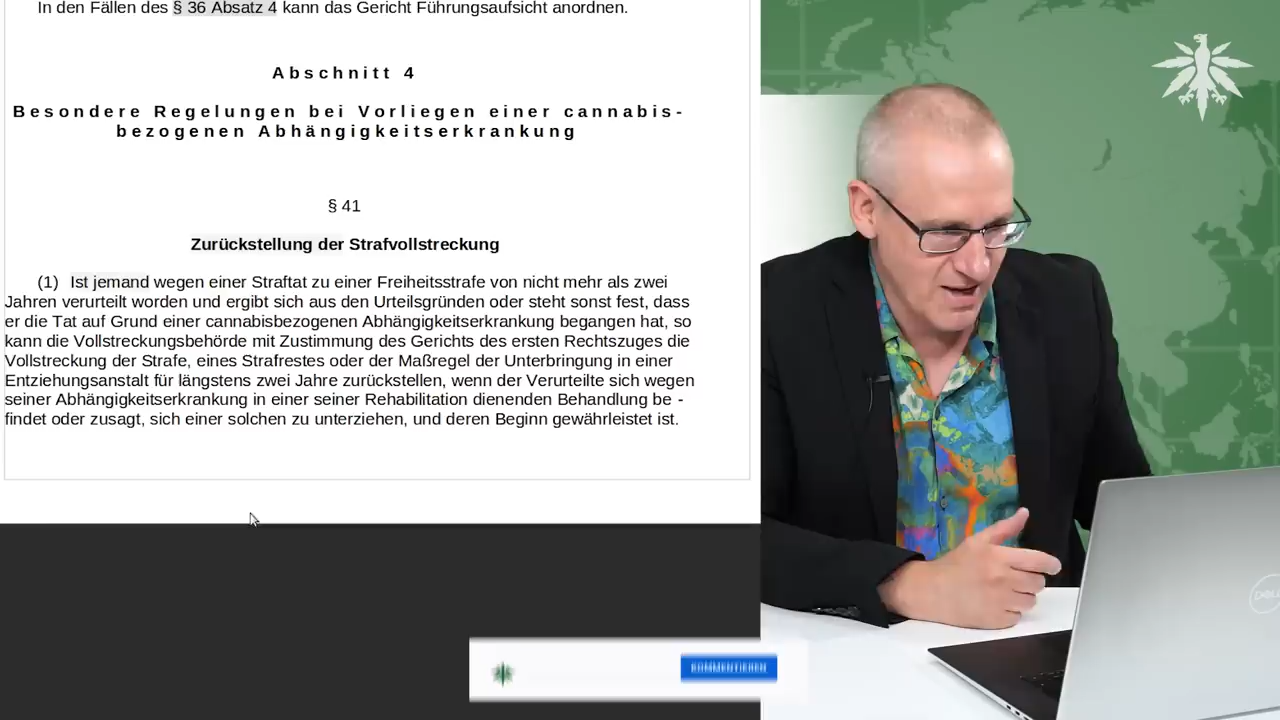 In den Fällen des § 36 Absatz 4 kann das Gericht Führungsaufsicht anordnen.
Abschnitt 4
Besondere Regelungen bei Vorliegen einer cannabis-
bezogenen Abhängigkeitserkrankung
§ 41
Zurückstellung der Strafvollstreckung
(1) Ist jemand wegen einer Straftat zu einer Freiheitsstrafe von nicht mehr als zwei
Jahren verurteilt worden und ergibt sich aus den Urteilsgründen oder steht sonst fest, dass
er die Tat auf Grund einer cannabisbezogenen Abhängigkeitserkrankung begangen hat, so
kann die Vollstreckungsbehörde mit Zustimmung des Gerichts des ersten Rechtszuges die
Vollstreckung der Strafe, eines Strafrestes oder der Maßregel der Unterbringung in einer
Entziehungsanstalt für längstens zwei Jahre zurückstellen, wenn der Verurteilte sich wegen
seiner Abhängigkeitserkrankung in einer seiner Rehabilitation dienenden Behandlung be -
findet oder zusagt, sich einer solchen zu unterziehen, und deren Beginn gewährleistet ist.
KOMMENTIEREN
DELL